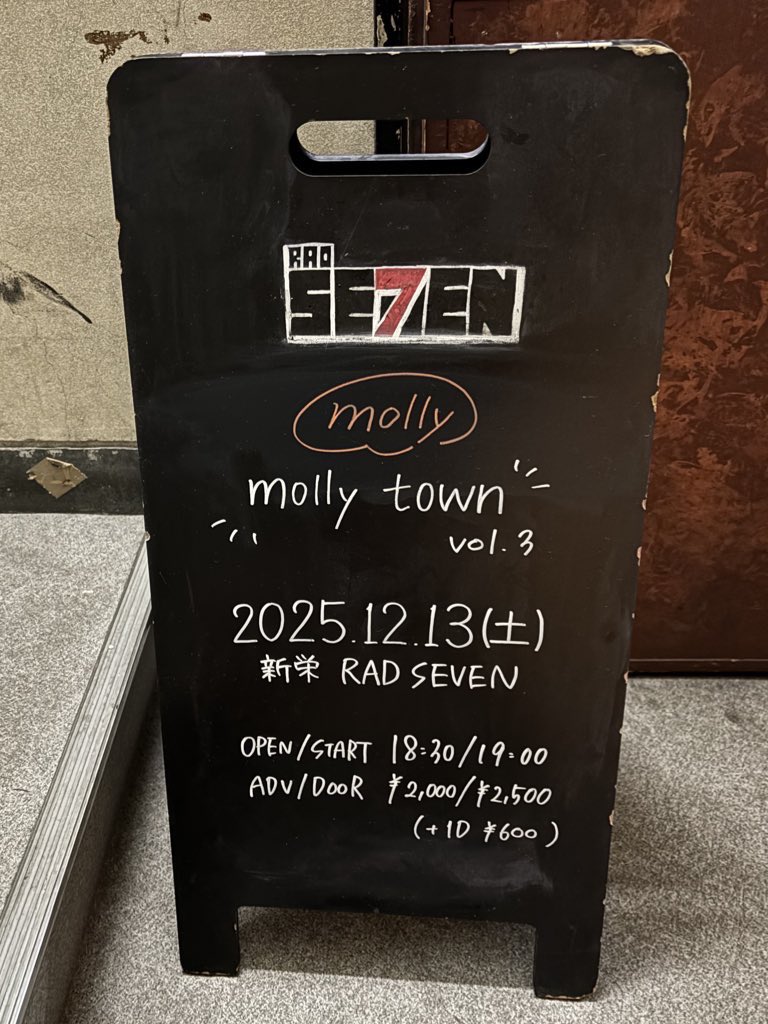 RAD
SE7EN
molly
molly town
vol.3
2025.12.13(土)
新栄 RAD SEVEN
OPEN/START 18:30/19:00
ADV/DOOR ¥2,000/¥2,500
(+1D ¥600)